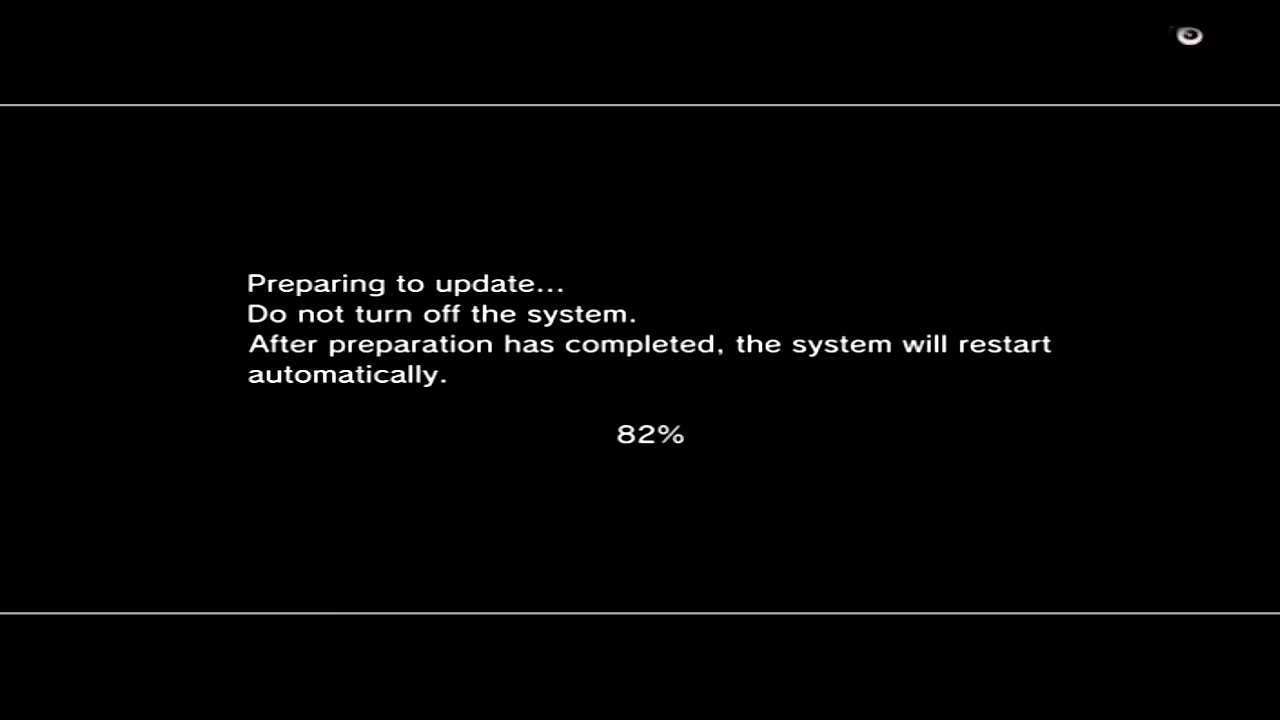 Preparing to update...
Do not turn off the system.
After preparation has completed, the system will restart
automatically.
82%